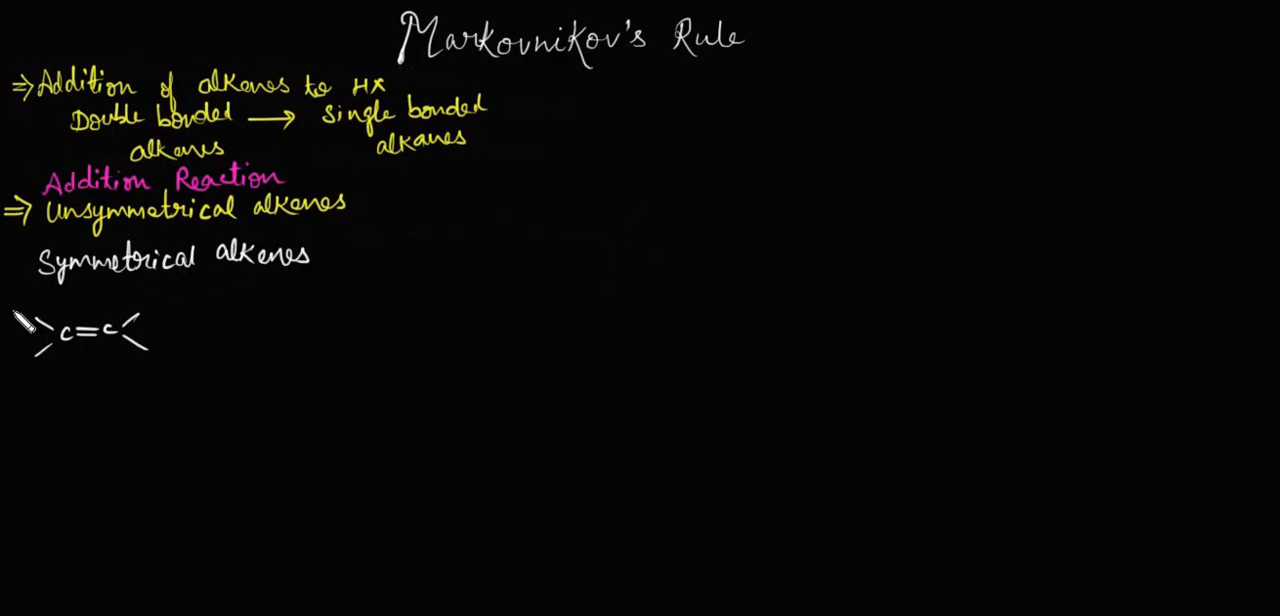 Markovnikov's Rule
⇒ Addition of alkenes to HX
Double bonded ⟶ Single bonded
alkenes alkanes
Addition Reaction
⇒ Unsymmetrical alkenes
Symmetrical alkenes
C=C